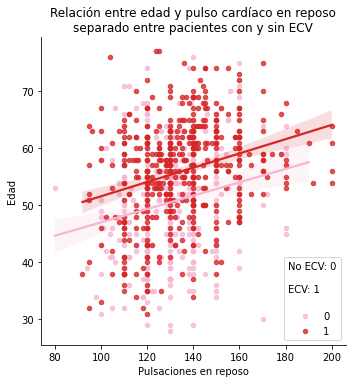 Relación entre edad y pulso cardíaco en reposo
separado entre pacientes con y sin ECV
70
60
50
40
30
Edad
80
100
120
140
160
180
200
Pulsaciones en reposo
No ECV: 0
ECV: 1
0
1